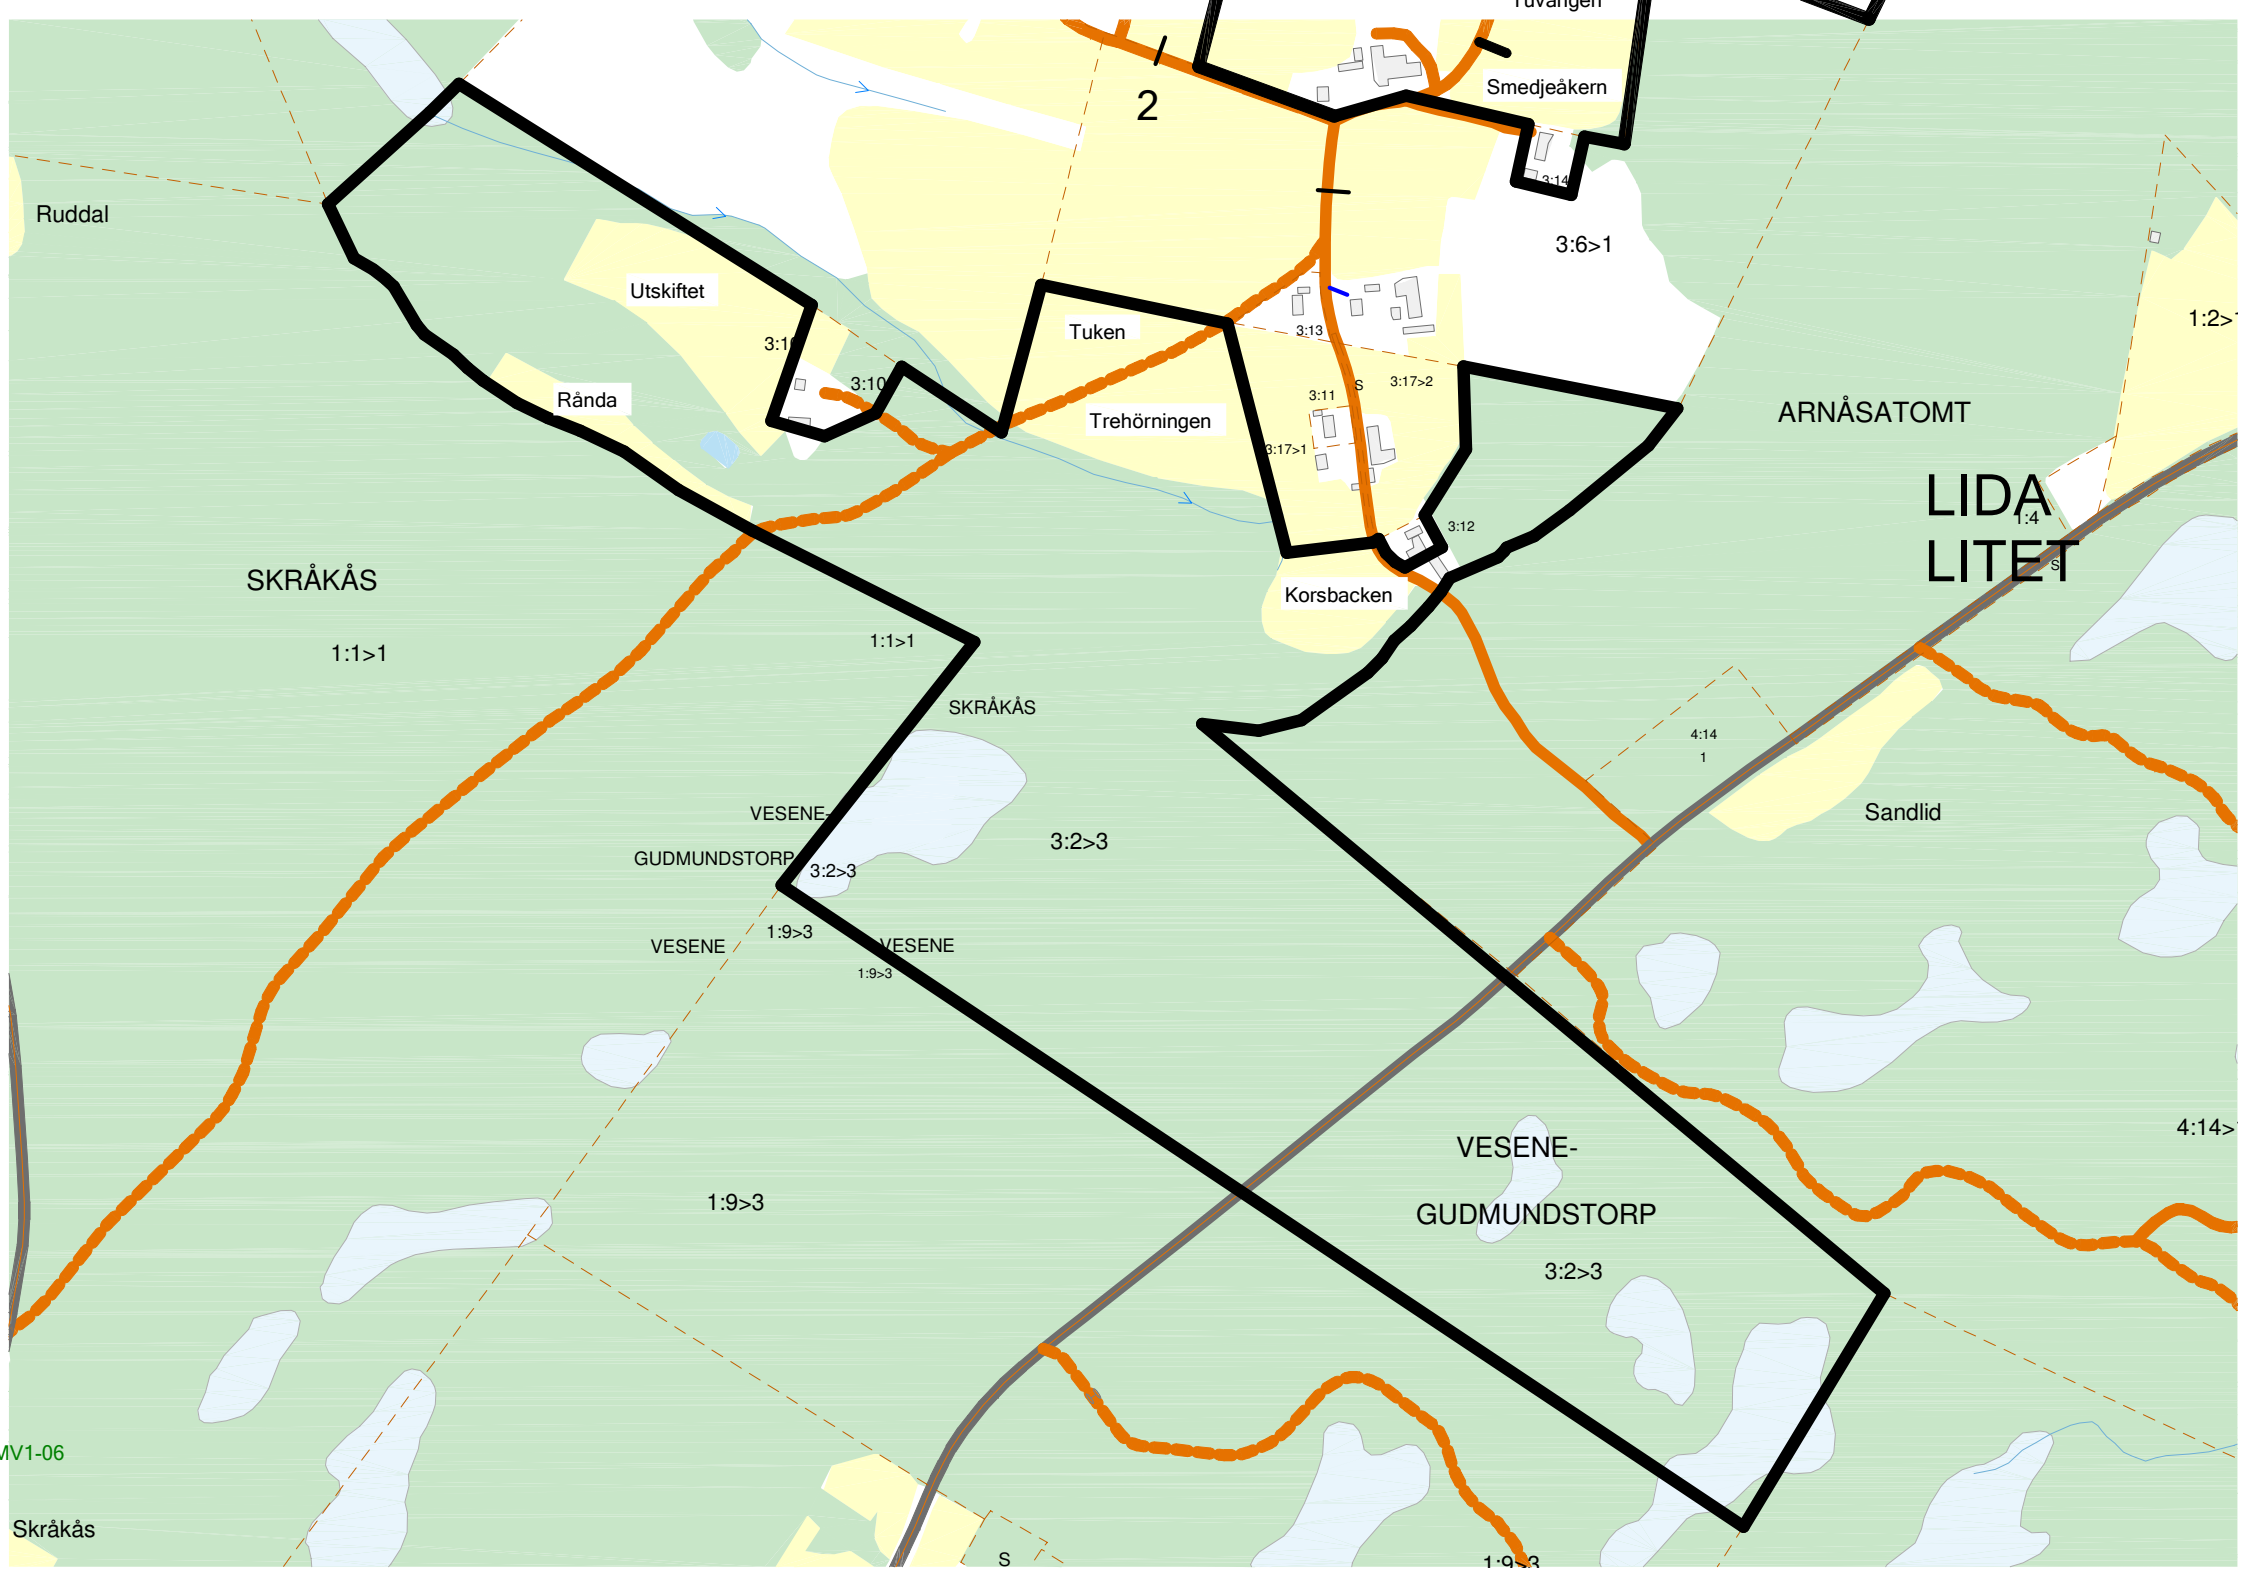 Tuvängen
Smedjeåkern
2
3:14
Ruddal
3:6>1
Utskiftet
1:2>1
Tuken
3:13
3:10
3:10
S
3:17>2
3:11
Rånda
ARNÅSATOMT
Trehörningen
3:17>1
LIDA
1:4
3:12
LITET
S
SKRÅKÅS
Korsbacken
1:1>1
1:1>1
SKRÅKÅS
4:14
1
VESENE-
Sandlid
GUDMUNDSTORP
3:2>3
3:2>3
1:9>3
VESENE
VESENE
1:9>3
4:14>
VESENE-
1:9>3
GUDMUNDSTORP
3:2>3
MV1-06
Skråkås
S
1:9>3